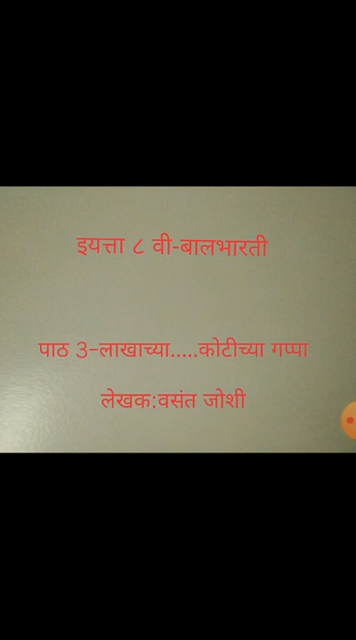 इयत्ता ८ वी-बालभारती
पाठ 3-लाखाच्या.....कोटीच्या गप्पा
लेखक:वसंत जोशी